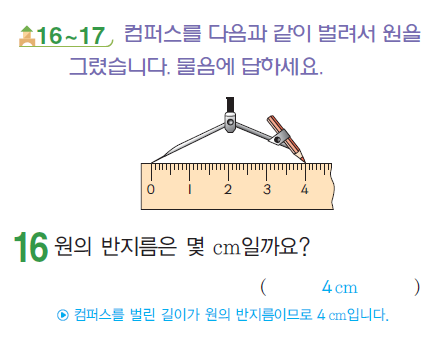 16~17 컴퍼스를 다음과 같이 벌려서 원을
그렸습니다. 물음에 답하세요.
0 1 2 3 4
16 원의 반지름은 몇 cm일까요?
( 4 cm )
컴퍼스를 벌린 길이가 원의 반지름이므로 4 cm입니다.